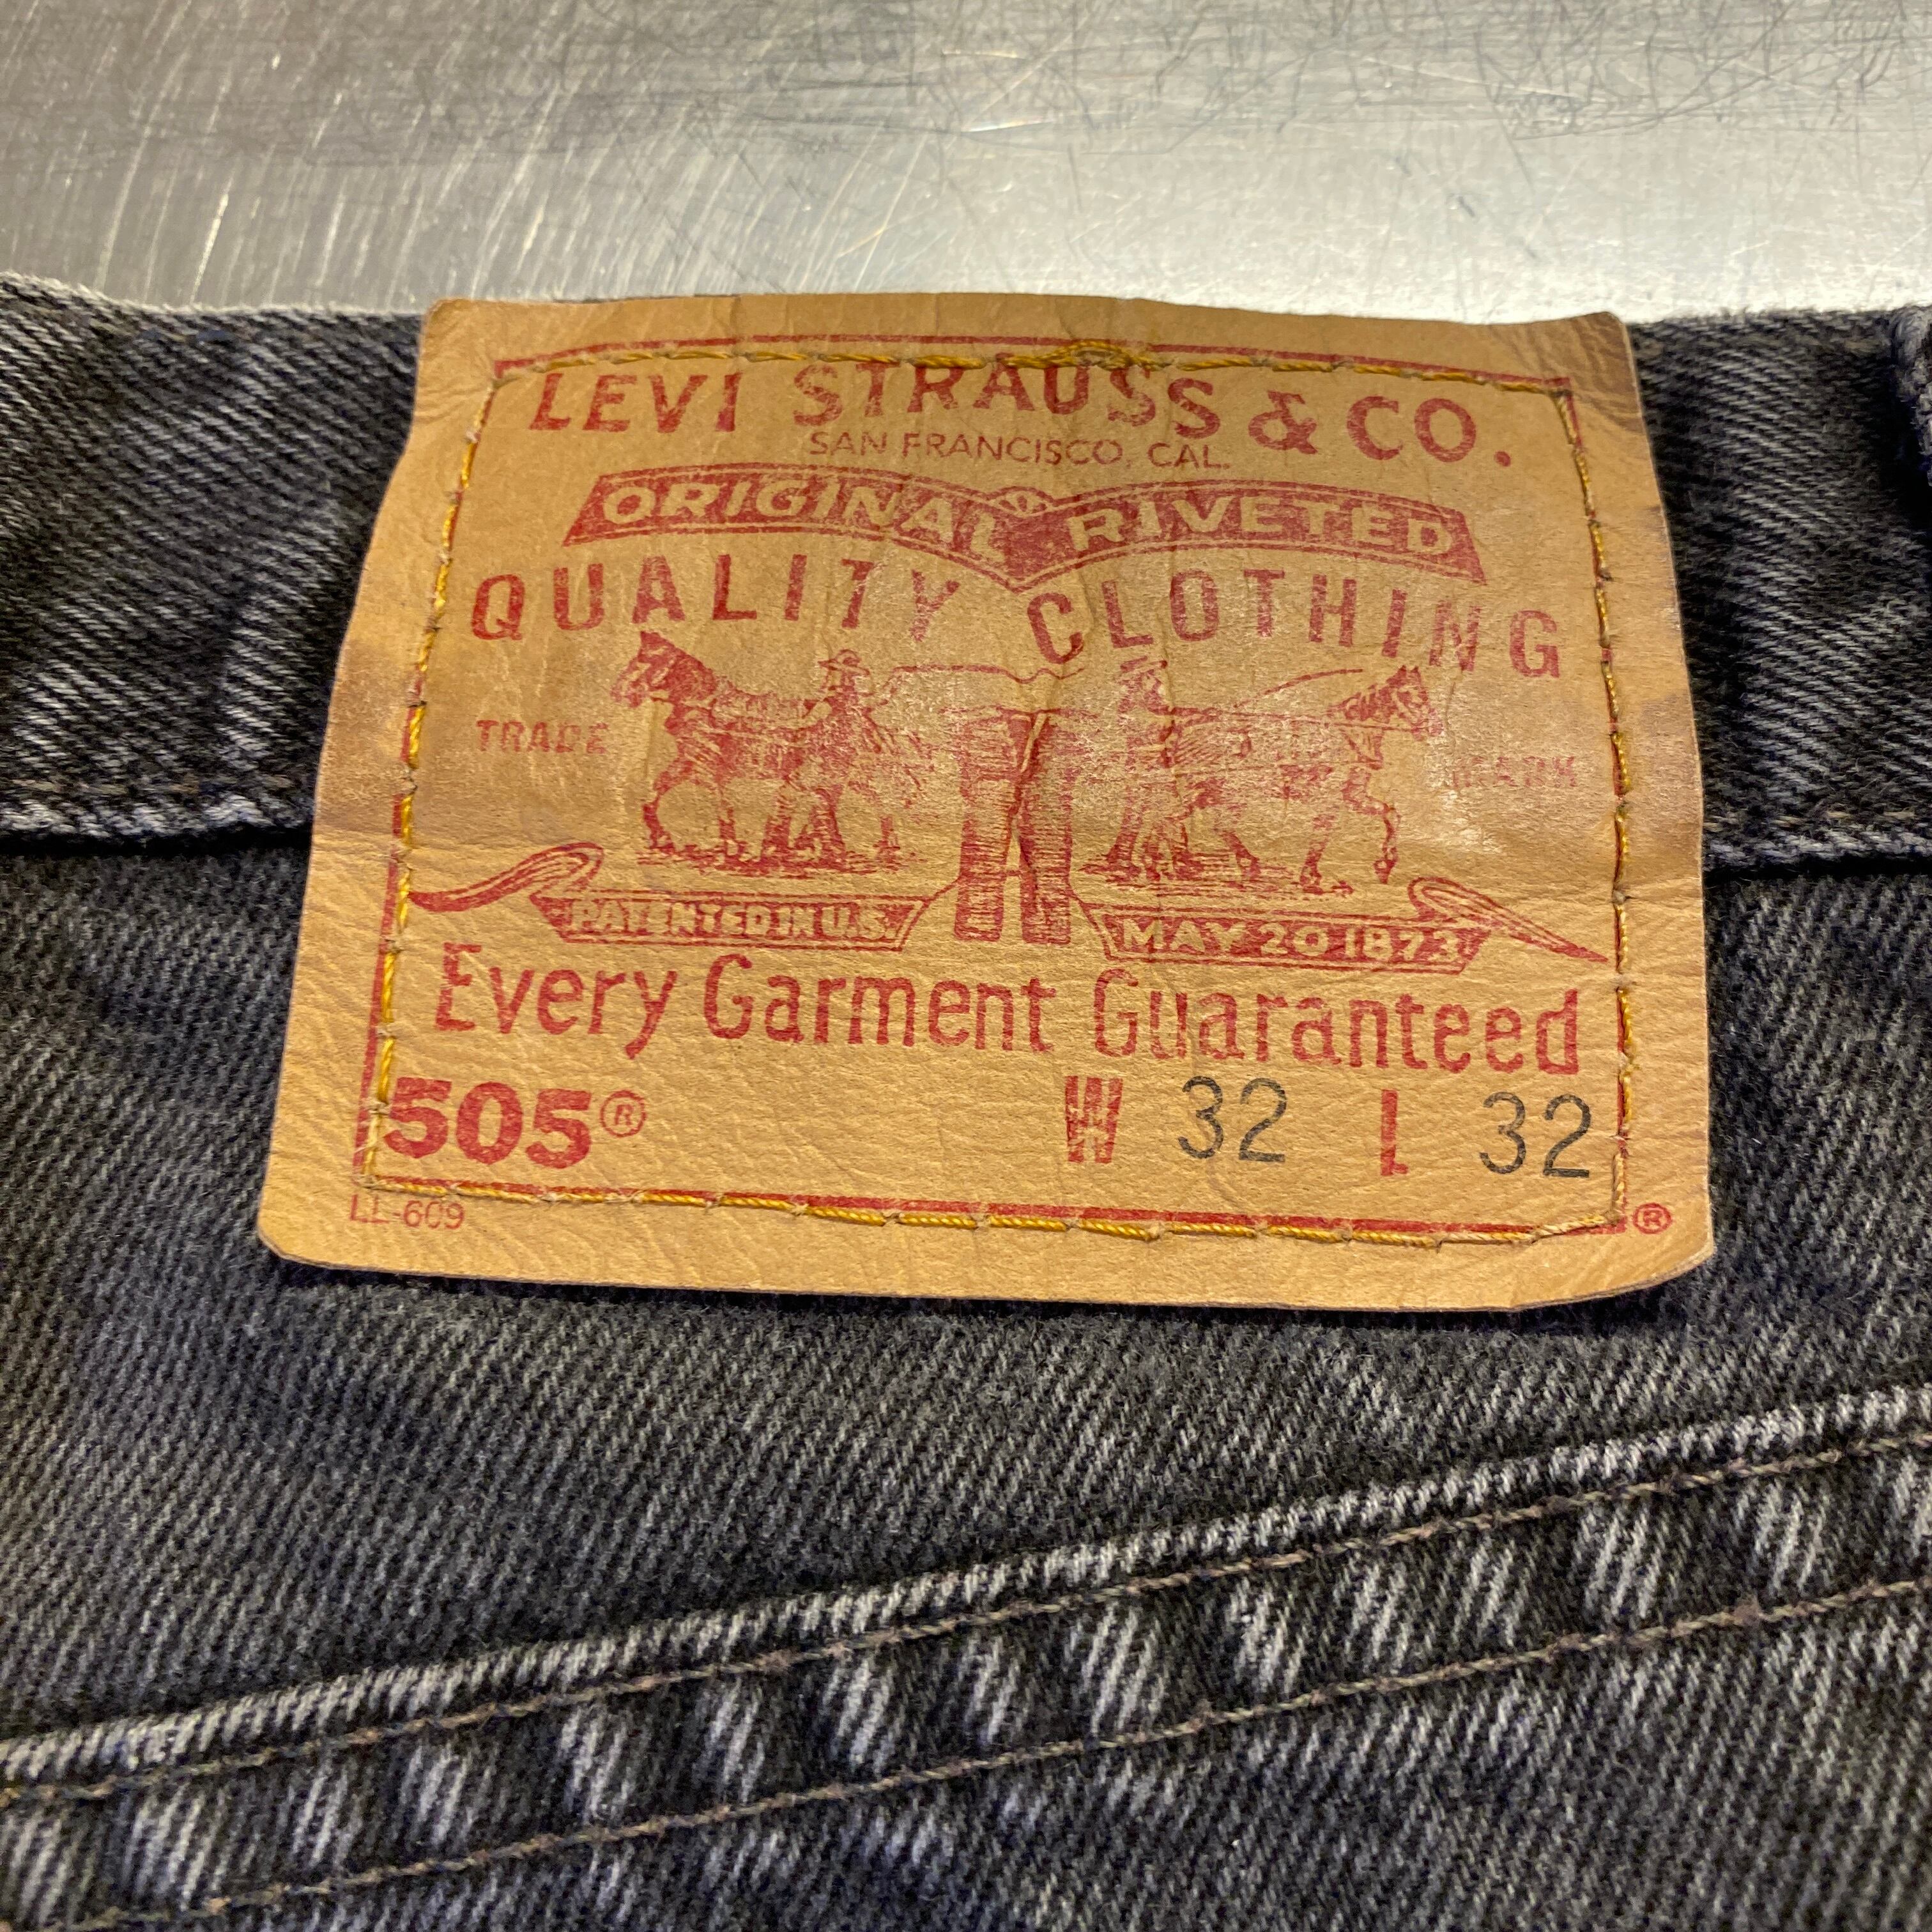 LEVI STRAUSS & CO.
SAN FRANCISCO, CAL.
ORIGINAL RIVETED
QUALITY CLOTHING
TRADE MARK
PATENTED IN U.S. MAY 20 1873
Every Garment Guaranteed
505® W 32 L 32
LL-609 ®